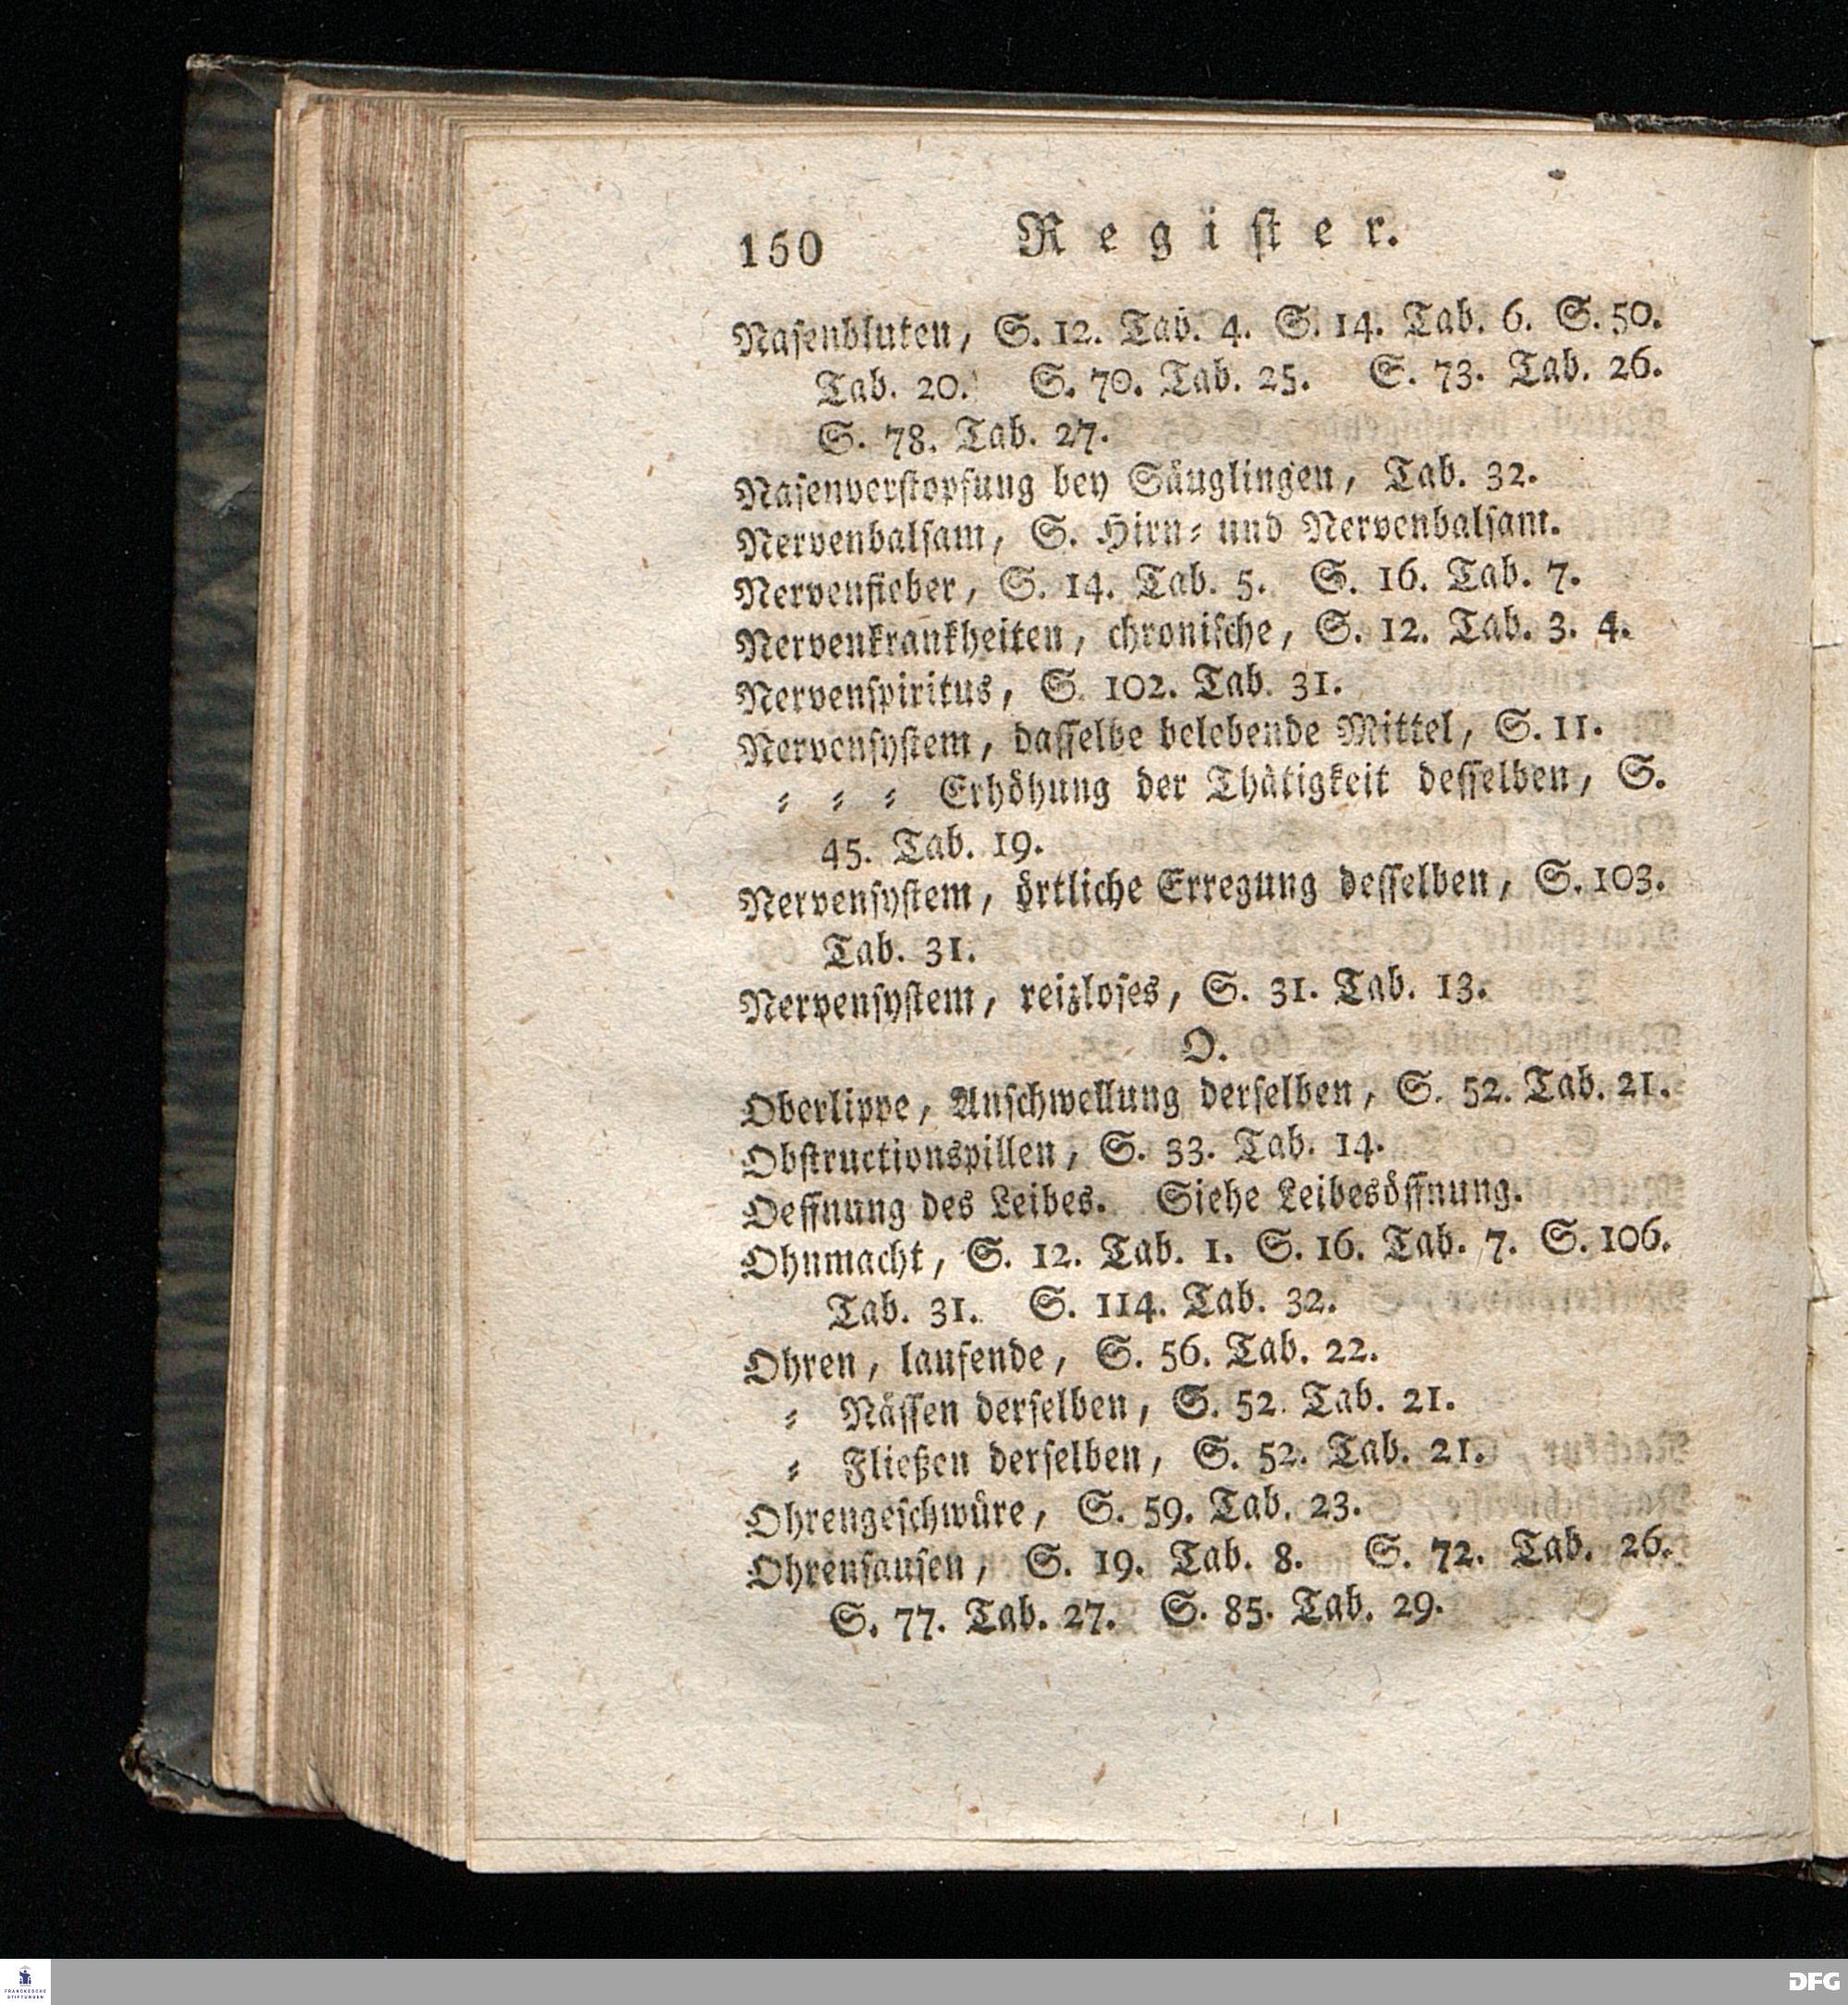 150 Register.
Nasenbluten, S. 12. Tab. 4. S. 14. Tab. 6. S. 50.
Tab. 20. S. 70. Tab. 25. S. 73. Tab. 26.
S. 78. Tab. 27.
Nasenverstopfung bey Säuglingen, Tab. 32.
Nervenbalsam, S. Hirn- und Nervenbalsam.
Nervenfieber, S. 14. Tab. 5. S. 16. Tab. 7.
Nervenkrankheiten, chronische, S. 12. Tab. 3. 4.
Nervenspiritus, S. 102. Tab. 31.
Nervensystem, dasselbe belebende Mittel, S. 11.
- - - Erhöhung der Thätigkeit desselben, S.
45. Tab. 19.
Nervensystem, örtliche Erregung desselben, S. 103.
Tab. 31.
Nervensystem, reizloses, S. 31. Tab. 13.
O.
Oberlippe, Anschwellung derselben, S. 52. Tab. 21.
Obstructionspillen, S. 33. Tab. 14.
Oeffnung des Leibes. Siehe Leibesöffnung.
Ohnmacht, S. 12. Tab. 1. S. 16. Tab. 7. S. 106.
Tab. 31. S. 114. Tab. 32.
Ohren, laufende, S. 56. Tab. 22.
- Nässen derselben, S. 52. Tab. 21.
- Fließen derselben, S. 52. Tab. 21.
Ohrengeschwüre, S. 59. Tab. 23.
Ohrensausen, S. 19. Tab. 8. S. 72. Tab. 26.
S. 77. Tab. 27. S. 85. Tab. 29.
FRANCKESCHE
STIFTUNGEN
DFG